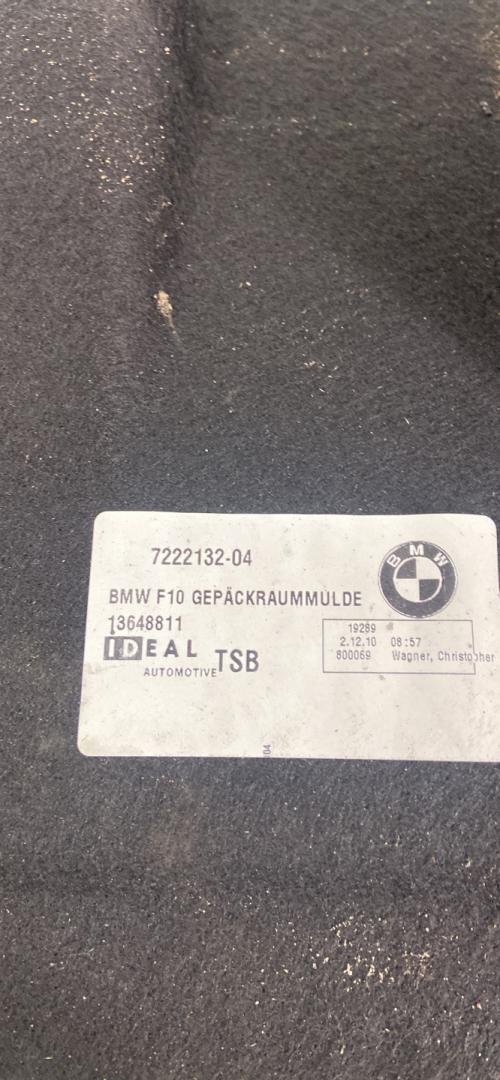 7222132-04
BMW
BMW F10 GEPÄCKRAUMMULDE
13648811
19289
2.12.10 08:57
800069 Wagner, Christopher
IDEAL
AUTOMOTIVE TSB
04